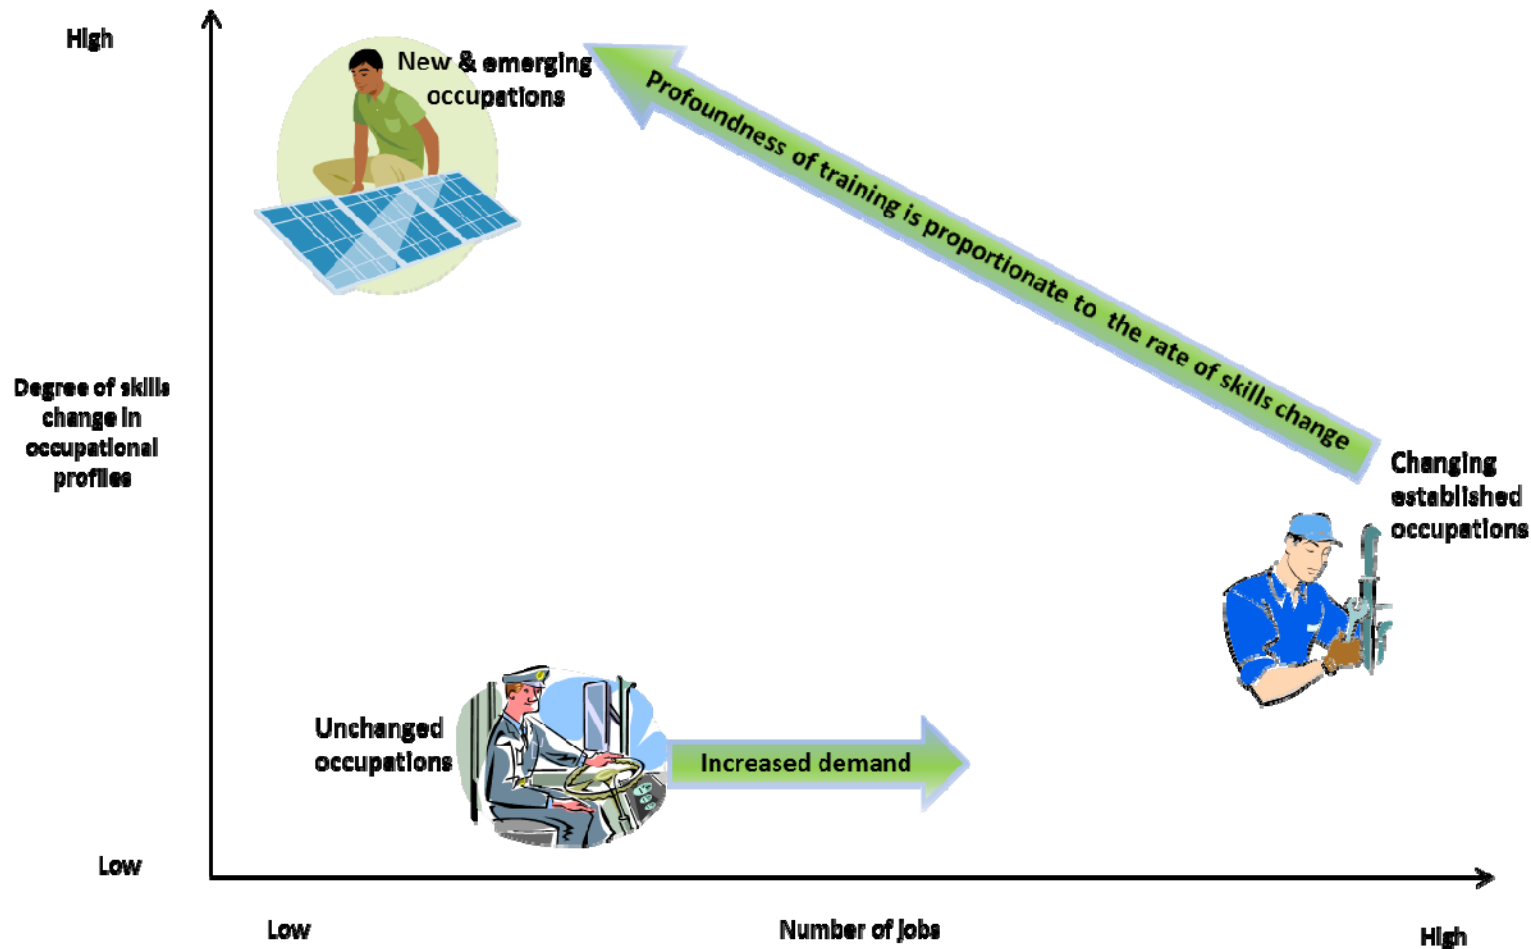 High
New & emerging
occupations
Profoundness of training is proportionate to the rate of skills change
Degree of skills
change in
occupational
profiles
Changing
established
occupations
Unchanged
occupations
Increased demand
Low
Low
Number of jobs
High